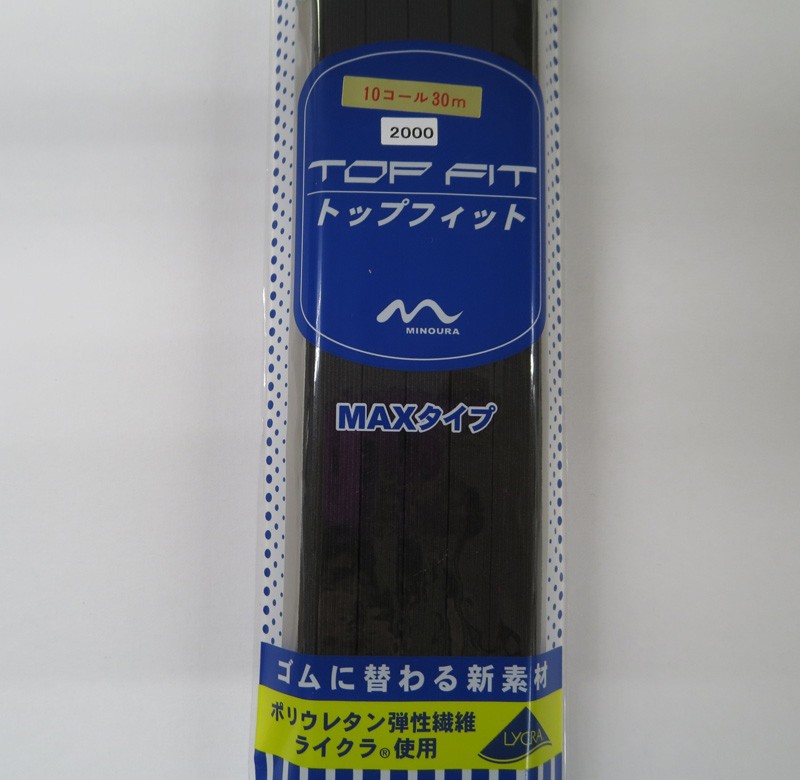 10コール30m
2000
TOP FIT
トップフィット
MINOURA
MAXタイプ
ゴムに替わる新素材
ポリウレタン弾性繊維
ライクラ®使用
LYCRA